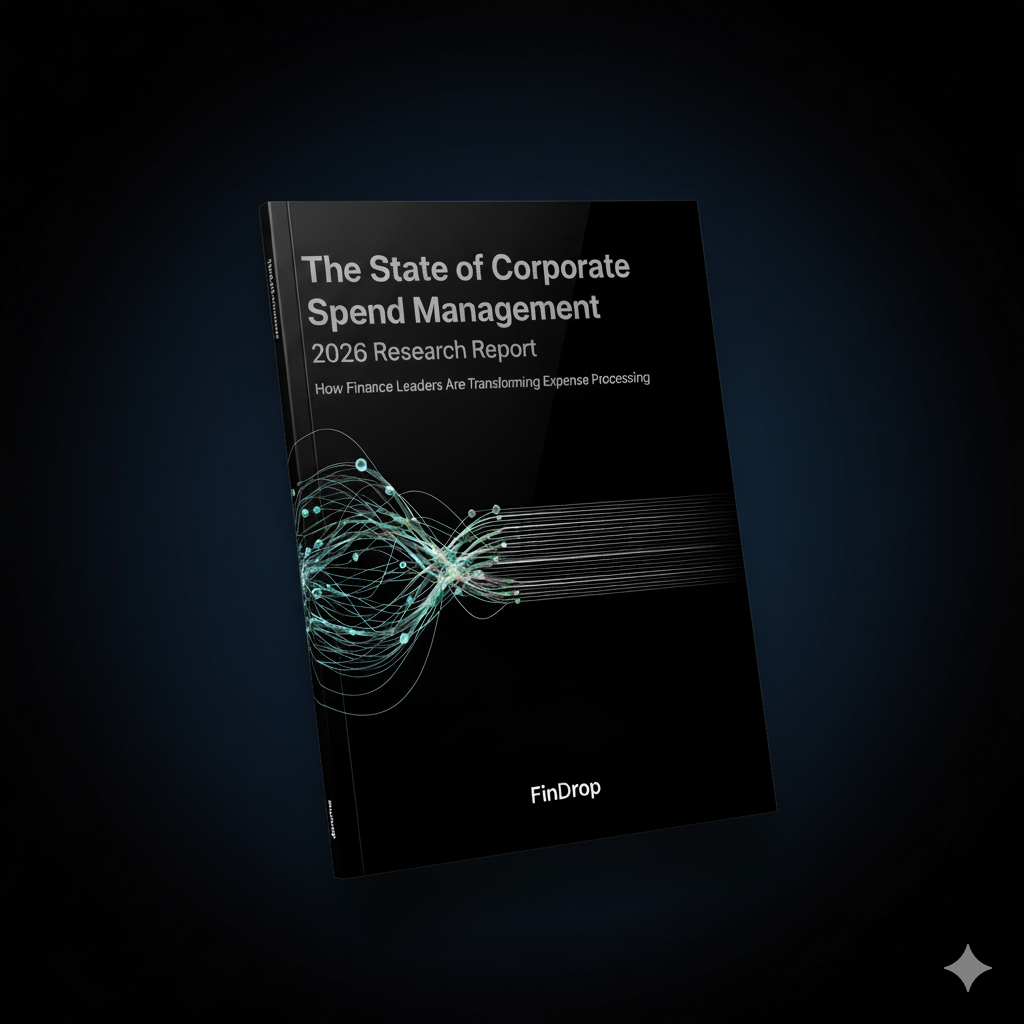 The State of Corporate
Spend Management
2026 Research Report
How Finance Leaders Are Transforming Expense Processing
FinDrop